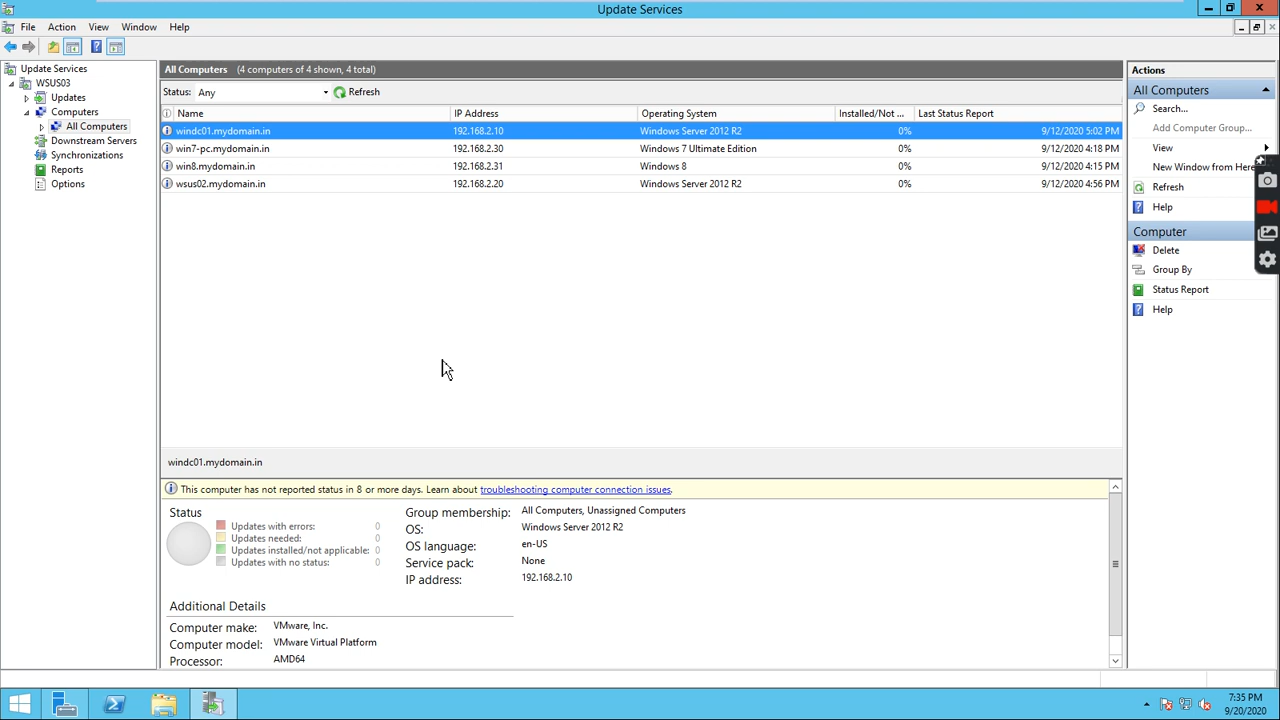 Update Services
File Action View Window Help
Update Services
WSUS03
Updates
Computers
All Computers
Downstream Servers
Synchronizations
Reports
Options
All Computers (4 computers of 4 shown, 4 total)
Status: Any Refresh
Name IP Address Operating System Installed/Not ... Last Status Report
windc01.mydomain.in 192.168.2.10 Windows Server 2012 R2 0% 9/12/2020 5:02 PM
win7-pc.mydomain.in 192.168.2.30 Windows 7 Ultimate Edition 0% 9/12/2020 4:18 PM
win8.mydomain.in 192.168.2.31 Windows 8 0% 9/12/2020 4:15 PM
wsus02.mydomain.in 192.168.2.20 Windows Server 2012 R2 0% 9/12/2020 4:56 PM
windc01.mydomain.in
This computer has not reported status in 8 or more days. Learn about troubleshooting computer connection issues.
Status
Updates with errors: 0
Updates needed: 0
Updates installed/not applicable: 0
Updates with no status: 0
Group membership: All Computers, Unassigned Computers
OS: Windows Server 2012 R2
OS language: en-US
Service pack: None
IP address: 192.168.2.10
Additional Details
Computer make: VMware, Inc.
Computer model: VMware Virtual Platform
Processor: AMD64
Actions
All Computers
Search...
Add Computer Group...
View
New Window from Here
Refresh
Help
Computer
Delete
Group By
Status Report
Help
7:35 PM
9/20/2020